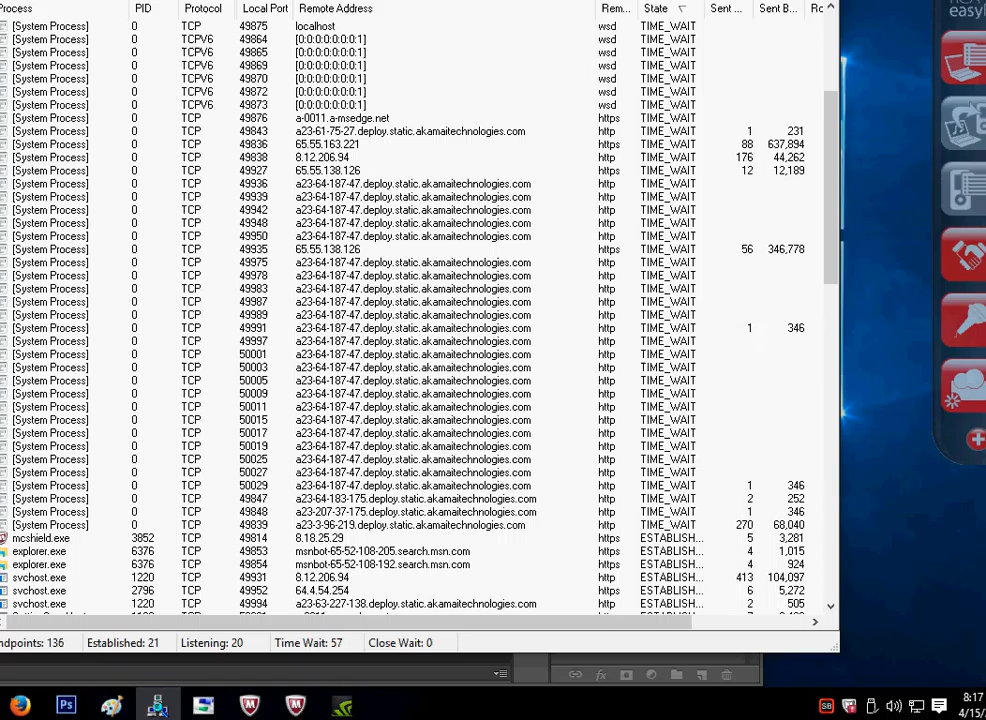 Process PID Protocol Local Port Remote Address Rem... State Sent ... Sent B...
[System Process] 0 TCP 49875 localhost wsd TIME_WAIT
[System Process] 0 TCPV6 49864 [0:0:0:0:0:0:0:1] wsd TIME_WAIT
[System Process] 0 TCPV6 49865 [0:0:0:0:0:0:0:1] wsd TIME_WAIT
[System Process] 0 TCPV6 49869 [0:0:0:0:0:0:0:1] wsd TIME_WAIT
[System Process] 0 TCPV6 49870 [0:0:0:0:0:0:0:1] wsd TIME_WAIT
[System Process] 0 TCPV6 49872 [0:0:0:0:0:0:0:1] wsd TIME_WAIT
[System Process] 0 TCPV6 49873 [0:0:0:0:0:0:0:1] wsd TIME_WAIT
[System Process] 0 TCP 49876 a-0011.a-msedge.net https TIME_WAIT
[System Process] 0 TCP 49843 a23-61-75-27.deploy.static.akamaitechnologies.com http TIME_WAIT 1 231
[System Process] 0 TCP 49836 65.55.163.221 https TIME_WAIT 88 637,894
[System Process] 0 TCP 49838 8.12.206.94 http TIME_WAIT 176 44,262
[System Process] 0 TCP 49927 65.55.138.126 https TIME_WAIT 12 12,189
[System Process] 0 TCP 49936 a23-64-187-47.deploy.static.akamaitechnologies.com http TIME_WAIT
[System Process] 0 TCP 49939 a23-64-187-47.deploy.static.akamaitechnologies.com http TIME_WAIT
[System Process] 0 TCP 49942 a23-64-187-47.deploy.static.akamaitechnologies.com http TIME_WAIT
[System Process] 0 TCP 49948 a23-64-187-47.deploy.static.akamaitechnologies.com http TIME_WAIT
[System Process] 0 TCP 49950 a23-64-187-47.deploy.static.akamaitechnologies.com http TIME_WAIT
[System Process] 0 TCP 49935 65.55.138.126 https TIME_WAIT 56 346,778
[System Process] 0 TCP 49975 a23-64-187-47.deploy.static.akamaitechnologies.com http TIME_WAIT
[System Process] 0 TCP 49978 a23-64-187-47.deploy.static.akamaitechnologies.com http TIME_WAIT
[System Process] 0 TCP 49983 a23-64-187-47.deploy.static.akamaitechnologies.com http TIME_WAIT
[System Process] 0 TCP 49987 a23-64-187-47.deploy.static.akamaitechnologies.com http TIME_WAIT
[System Process] 0 TCP 49989 a23-64-187-47.deploy.static.akamaitechnologies.com http TIME_WAIT
[System Process] 0 TCP 49991 a23-64-187-47.deploy.static.akamaitechnologies.com http TIME_WAIT 1 346
[System Process] 0 TCP 49997 a23-64-187-47.deploy.static.akamaitechnologies.com http TIME_WAIT
[System Process] 0 TCP 50001 a23-64-187-47.deploy.static.akamaitechnologies.com http TIME_WAIT
[System Process] 0 TCP 50003 a23-64-187-47.deploy.static.akamaitechnologies.com http TIME_WAIT
[System Process] 0 TCP 50005 a23-64-187-47.deploy.static.akamaitechnologies.com http TIME_WAIT
[System Process] 0 TCP 50009 a23-64-187-47.deploy.static.akamaitechnologies.com http TIME_WAIT
[System Process] 0 TCP 50011 a23-64-187-47.deploy.static.akamaitechnologies.com http TIME_WAIT
[System Process] 0 TCP 50015 a23-64-187-47.deploy.static.akamaitechnologies.com http TIME_WAIT
[System Process] 0 TCP 50017 a23-64-187-47.deploy.static.akamaitechnologies.com http TIME_WAIT
[System Process] 0 TCP 50019 a23-64-187-47.deploy.static.akamaitechnologies.com http TIME_WAIT
[System Process] 0 TCP 50025 a23-64-187-47.deploy.static.akamaitechnologies.com http TIME_WAIT
[System Process] 0 TCP 50027 a23-64-187-47.deploy.static.akamaitechnologies.com http TIME_WAIT
[System Process] 0 TCP 50029 a23-64-187-47.deploy.static.akamaitechnologies.com http TIME_WAIT 1 346
[System Process] 0 TCP 49847 a23-64-183-175.deploy.static.akamaitechnologies.com http TIME_WAIT 2 252
[System Process] 0 TCP 49848 a23-207-37-175.deploy.static.akamaitechnologies.com http TIME_WAIT 1 346
[System Process] 0 TCP 49839 a23-3-96-219.deploy.static.akamaitechnologies.com http TIME_WAIT 270 68,040
mcshield.exe 3852 TCP 49814 8.18.25.29 https ESTABLISH... 5 3,281
explorer.exe 6376 TCP 49853 msnbot-65-52-108-205.search.msn.com https ESTABLISH... 4 1,015
explorer.exe 6376 TCP 49854 msnbot-65-52-108-192.search.msn.com https ESTABLISH... 4 924
svchost.exe 1220 TCP 49931 8.12.206.94 http ESTABLISH... 413 104,097
svchost.exe 2796 TCP 49952 64.4.54.254 https ESTABLISH... 6 5,272
svchost.exe 1220 TCP 49994 a23-63-227-138.deploy.static.akamaitechnologies.com http ESTABLISH... 2 505
ndpoints: 136 Established: 21 Listening: 20 Time Wait: 57 Close Wait: 0
easyl
fx
Ps
SB
8:17
4/15/